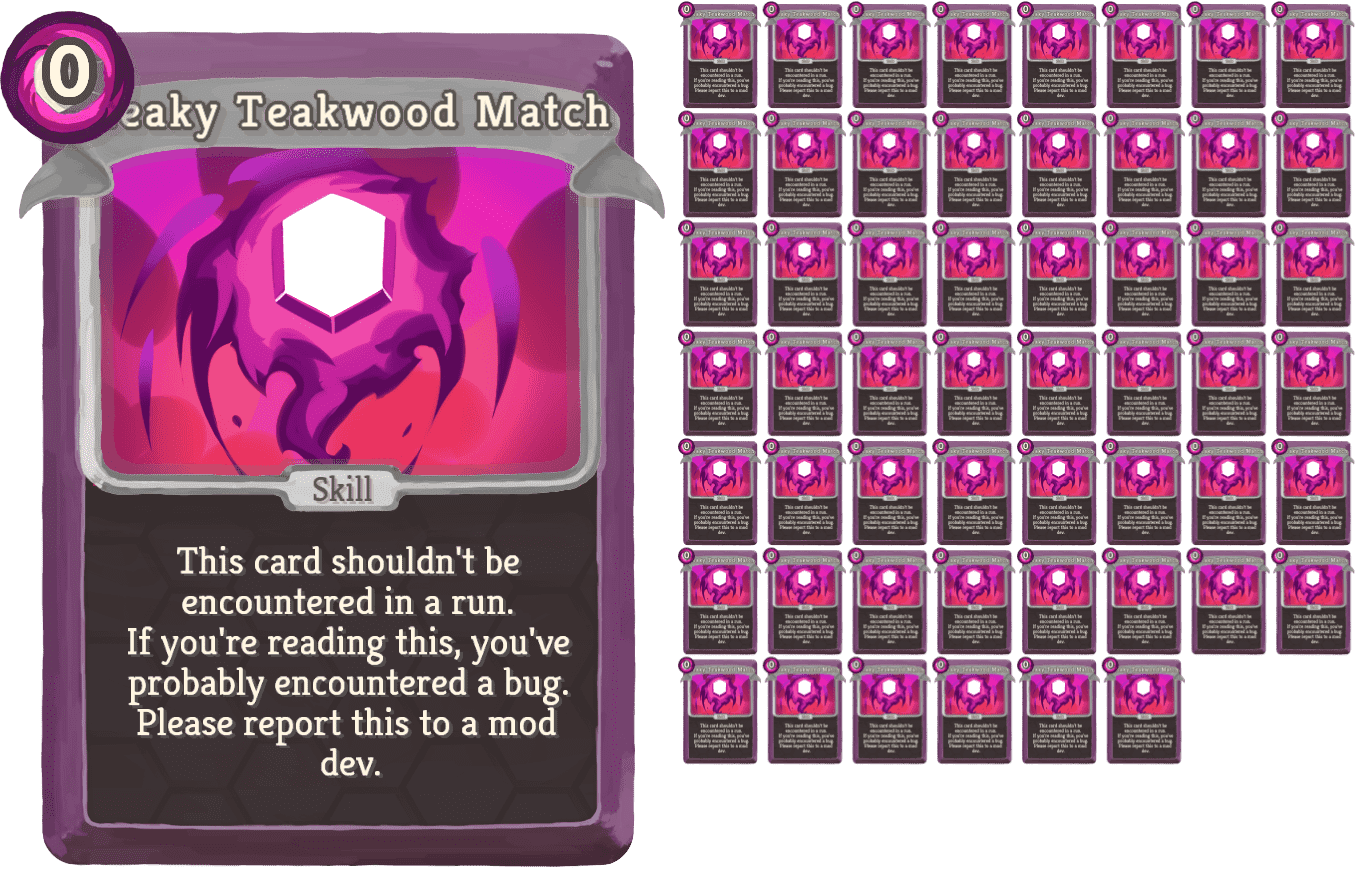 0
eaky Teakwood Match
Skill
This card shouldn't be
encountered in a run.
If you're reading this, you've
probably encountered a bug.
Please report this to a mod
dev.